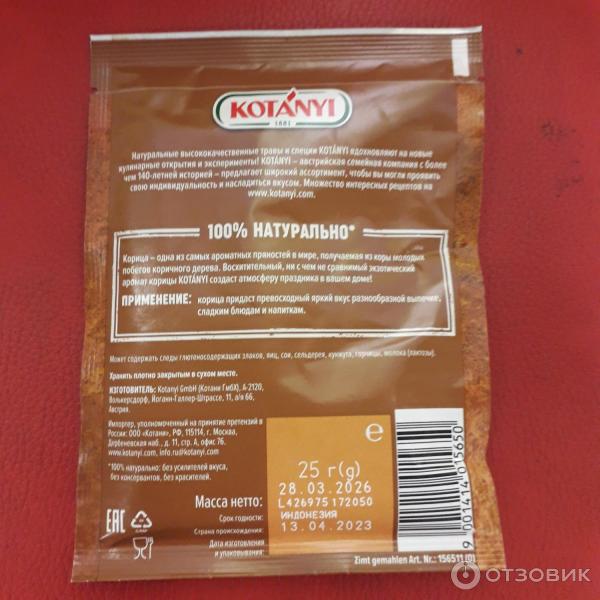 KOTÁNYI
1881
Натуральные высококачественные травы и специи KOTÁNYI вдохновляют на новые
кулинарные открытия и эксперименты! KOTÁNYI – австрийская семейная компания с более
чем 140-летней историей – предлагает широкий ассортимент, чтобы вы могли проявить
свою индивидуальность и насладиться вкусом. Множество интересных рецептов на
www.kotanyi.com.
100% НАТУРАЛЬНО*
Корица – одна из самых ароматных пряностей в мире, получаемая из коры молодых
побегов коричного дерева. Восхитительный, ни с чем не сравнимый экзотический
аромат корицы KOTÁNYI создаст атмосферу праздника в вашем доме!
ПРИМЕНЕНИЕ: корица придаст превосходный яркий вкус разнообразной выпечке,
сладким блюдам и напиткам.
Может содержать следы глютеносодержащих злаков, яиц, сои, сельдерея, кунжута, горчицы, молока (лактозы).
Хранить плотно закрытым в сухом месте.
ИЗГОТОВИТЕЛЬ: Kotanyi GmbH (Котани ГмбХ), А-2120,
Волькерсдорф, Йоганн-Галлер-Штрассе, 11, а/я 66,
Австрия.
Импортер, уполномоченный на принятие претензий в
России: ООО «Котани», РФ, 115114, г. Москва,
Дербеневская наб., д. 11, стр. А, офис 76.
www.kotanyi.com info.rud@kotanyi.com
*100% натурально: без усилителей вкуса,
без консервантов, без красителей.
℮
25 г(g)
Масса нетто:
28.03.2026
L426975 172050
Срок годности:
ИНДОНЕЗИЯ
Страна происхождения:
13.04.2023
Дата изготовления
и упаковывания:
EAC
9 001414 015650
Zimt gemahlen Art. Nr.: 156511(0)
ОТЗОВИК